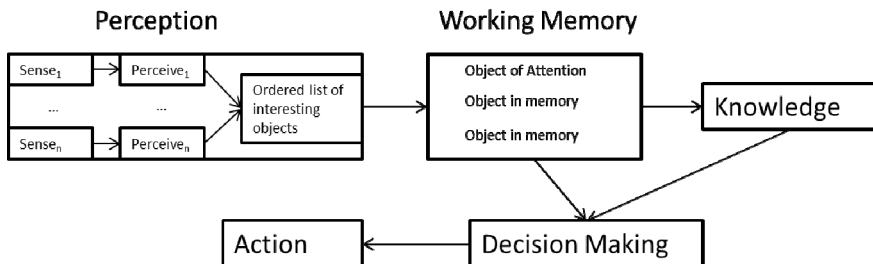 Perception
Working Memory
Sense₁
Perceive₁
...
...
Senseₙ
Perceiveₙ
Ordered list of
interesting
objects
Object of Attention
Object in memory
Object in memory
Knowledge
Action
Decision Making